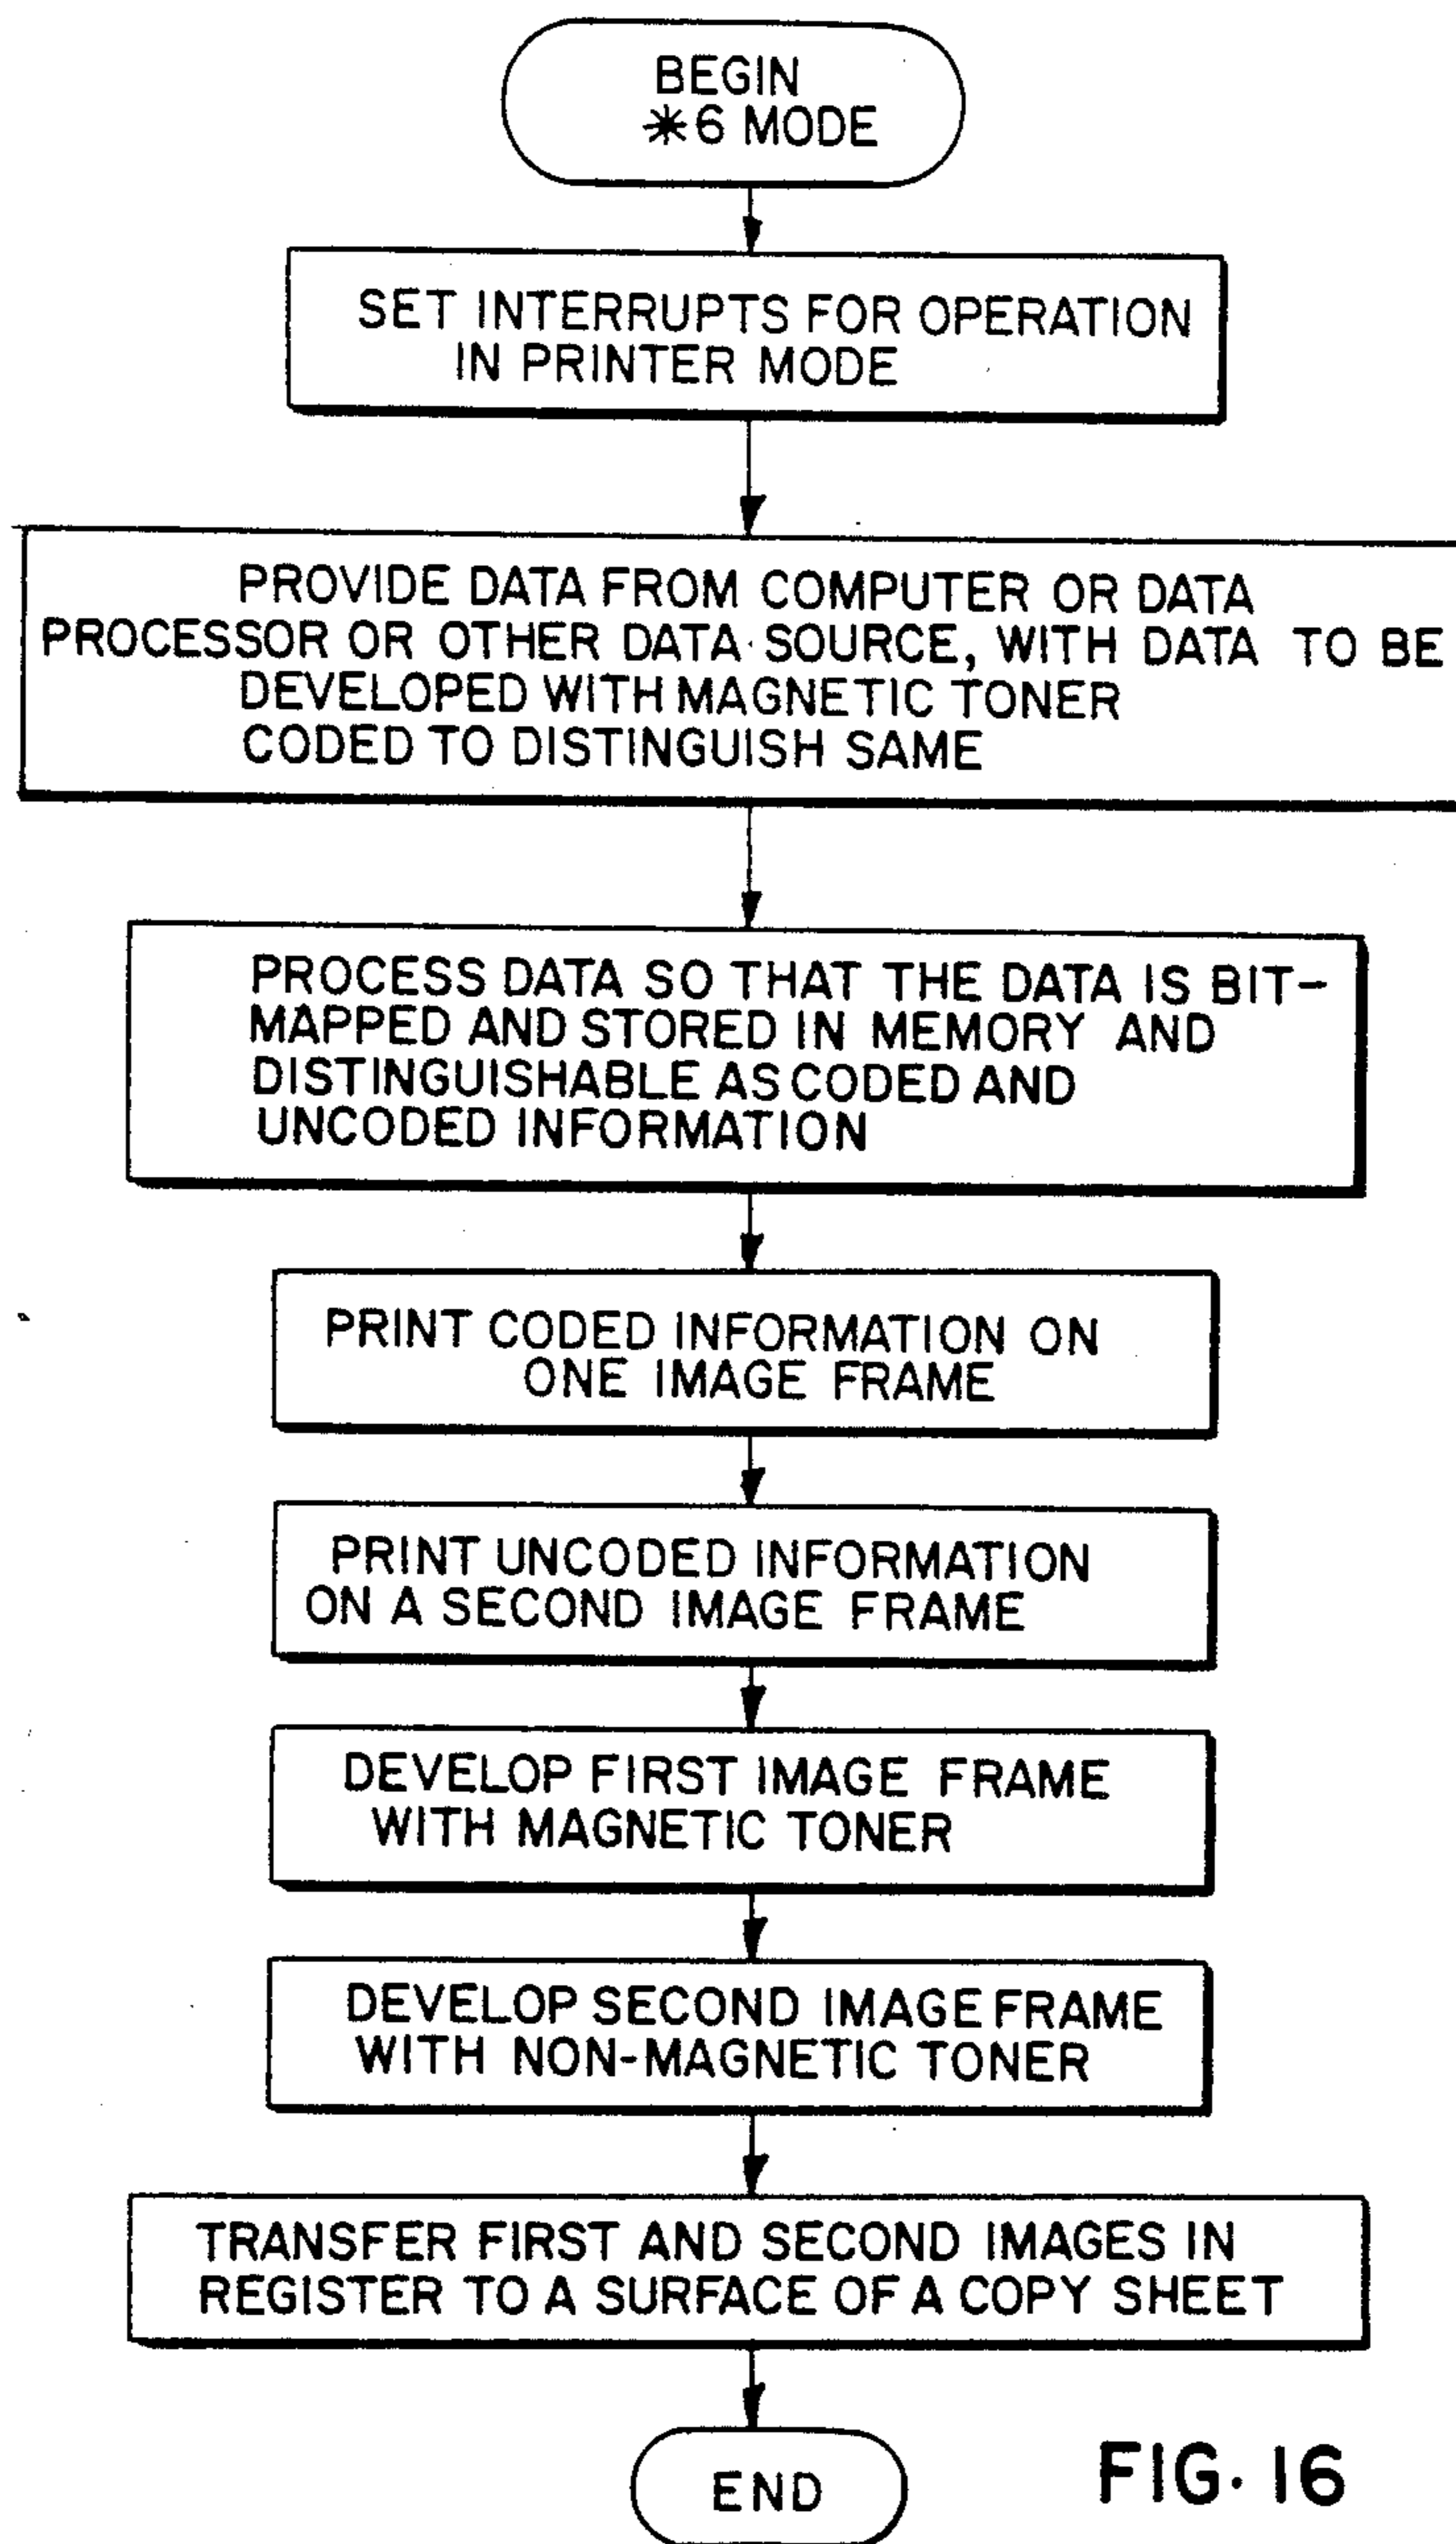 BEGIN
*6 MODE
SET INTERRUPTS FOR OPERATION
IN PRINTER MODE
PROVIDE DATA FROM COMPUTER OR DATA
PROCESSOR OR OTHER DATA SOURCE, WITH DATA TO BE
DEVELOPED WITH MAGNETIC TONER
CODED TO DISTINGUISH SAME
PROCESS DATA SO THAT THE DATA IS BIT-
MAPPED AND STORED IN MEMORY AND
DISTINGUISHABLE AS CODED AND
UNCODED INFORMATION
PRINT CODED INFORMATION ON
ONE IMAGE FRAME
PRINT UNCODED INFORMATION
ON A SECOND IMAGE FRAME
DEVELOP FIRST IMAGE FRAME
WITH MAGNETIC TONER
DEVELOP SECOND IMAGE FRAME
WITH NON-MAGNETIC TONER
TRANSFER FIRST AND SECOND IMAGES IN
REGISTER TO A SURFACE OF A COPY SHEET
END
FIG. 16